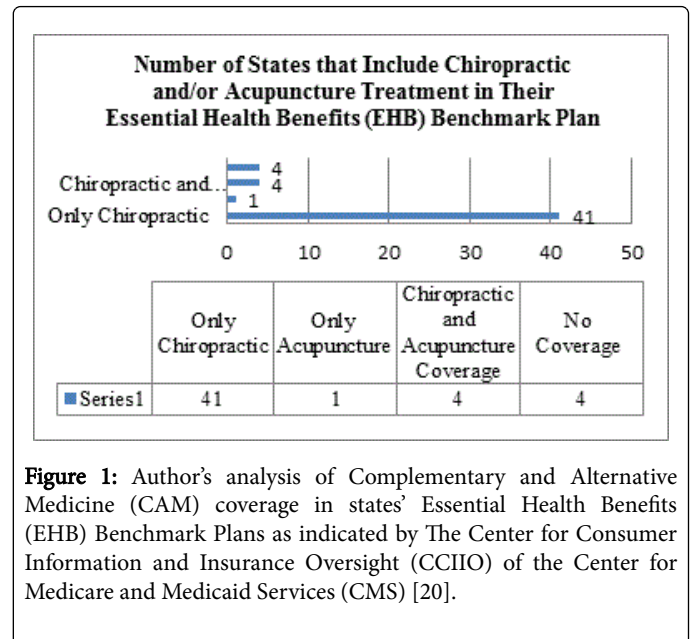 Number of States that Include Chiropractic
and/or Acupuncture Treatment in Their
Essential Health Benefits (EHB) Benchmark Plan
4
Chiropractic and... 4
1
Only Chiropractic 41
0 10 20 30 40 50
Only Chiropractic
Only Acupuncture
Chiropractic and Acupuncture Coverage
No Coverage
Series1 41 1 4 4
Figure 1: Author's analysis of Complementary and Alternative
Medicine (CAM) coverage in states' Essential Health Benefits
(EHB) Benchmark Plans as indicated by The Center for Consumer
Information and Insurance Oversight (CCIIO) of the Center for
Medicare and Medicaid Services (CMS) [20].